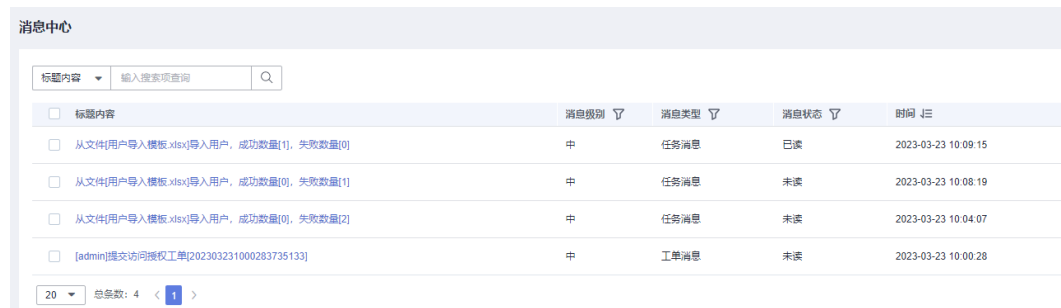 消息中心
标题内容 输入搜索项查询
标题内容 消息级别 消息类型 消息状态 时间
从文件[用户导入模板.xlsx]导入用户，成功数量[1]，失败数量[0] 中 任务消息 已读 2023-03-23 10:09:15
从文件[用户导入模板.xlsx]导入用户，成功数量[0]，失败数量[1] 中 任务消息 未读 2023-03-23 10:08:19
从文件[用户导入模板.xlsx]导入用户，成功数量[0]，失败数量[2] 中 任务消息 未读 2023-03-23 10:04:07
[admin]提交访问授权工单[202303231000283735133] 中 工单消息 未读 2023-03-23 10:00:28
20 总条数: 4 < 1 >